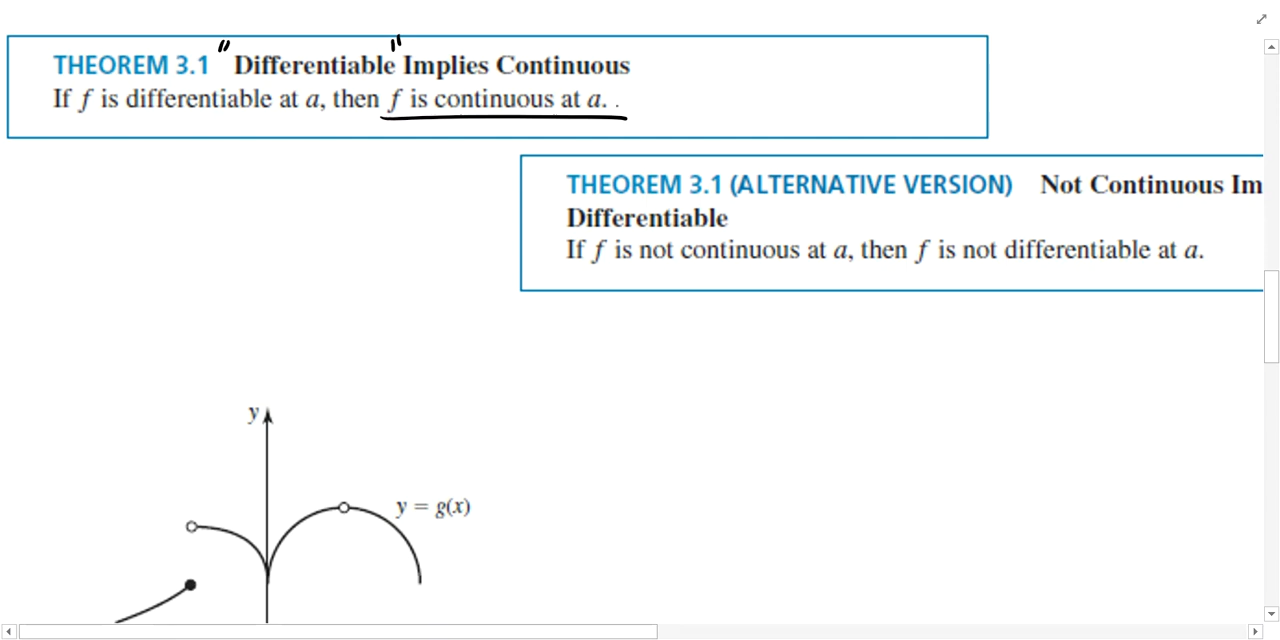 THEOREM 3.1 "Differentiable" Implies Continuous
If f is differentiable at a, then f is continuous at a. .
THEOREM 3.1 (ALTERNATIVE VERSION) Not Continuous Im
Differentiable
If f is not continuous at a, then f is not differentiable at a.
y
y = g(x)